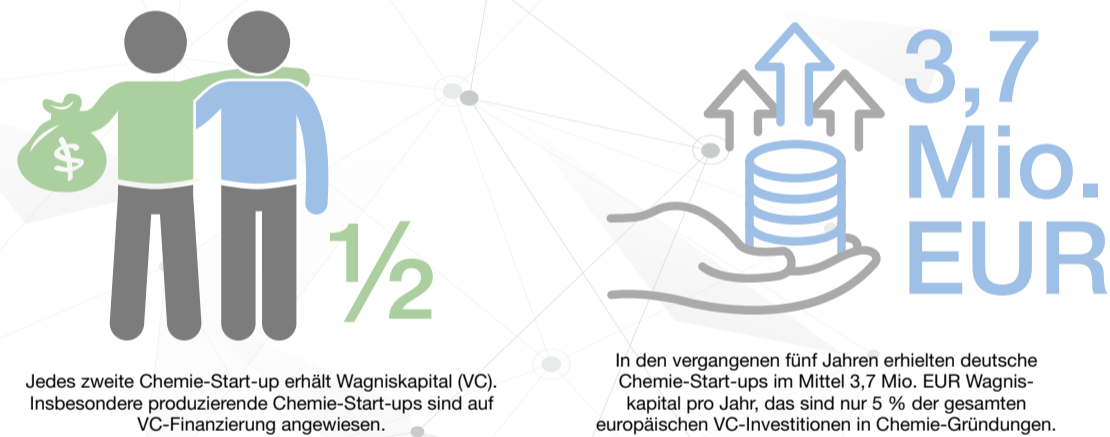 $
1/2
Jedes zweite Chemie-Start-up erhält Wagniskapital (VC).
Insbesondere produzierende Chemie-Start-ups sind auf
VC-Finanzierung angewiesen.
3,7
Mio.
EUR
In den vergangenen fünf Jahren erhielten deutsche
Chemie-Start-ups im Mittel 3,7 Mio. EUR Wagnis-
kapital pro Jahr, das sind nur 5 % der gesamten
europäischen VC-Investitionen in Chemie-Gründungen.